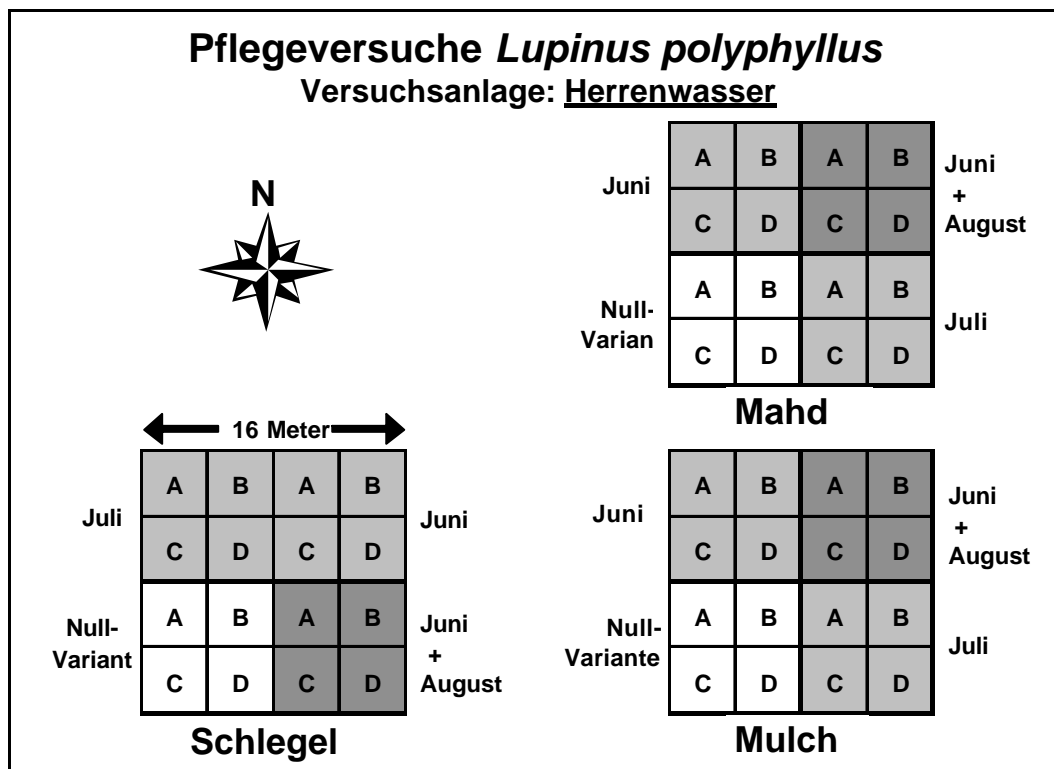 Pflegeversuche Lupinus polyphyllus
Versuchsanlage: Herrenwasser
N
Juni
A B A B
C D C D
Juni
+
August
Null-
Varian
A B A B
C D C D
Juli
Mahd
16 Meter
Juli
A B A B
C D C D
Juni
Null-
Variant
A B A B
C D C D
Juni
+
August
Schlegel
Juni
A B A B
C D C D
Juni
+
August
Null-
Variante
A B A B
C D C D
Juli
Mulch